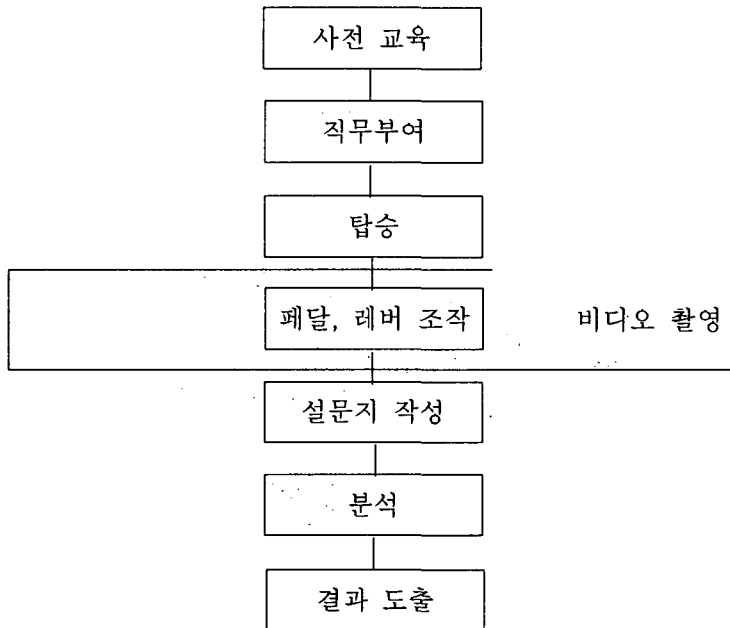 사전 교육
직무부여
탑승
페달, 레버 조작
비디오 촬영
설문지 작성
분석
결과 도출